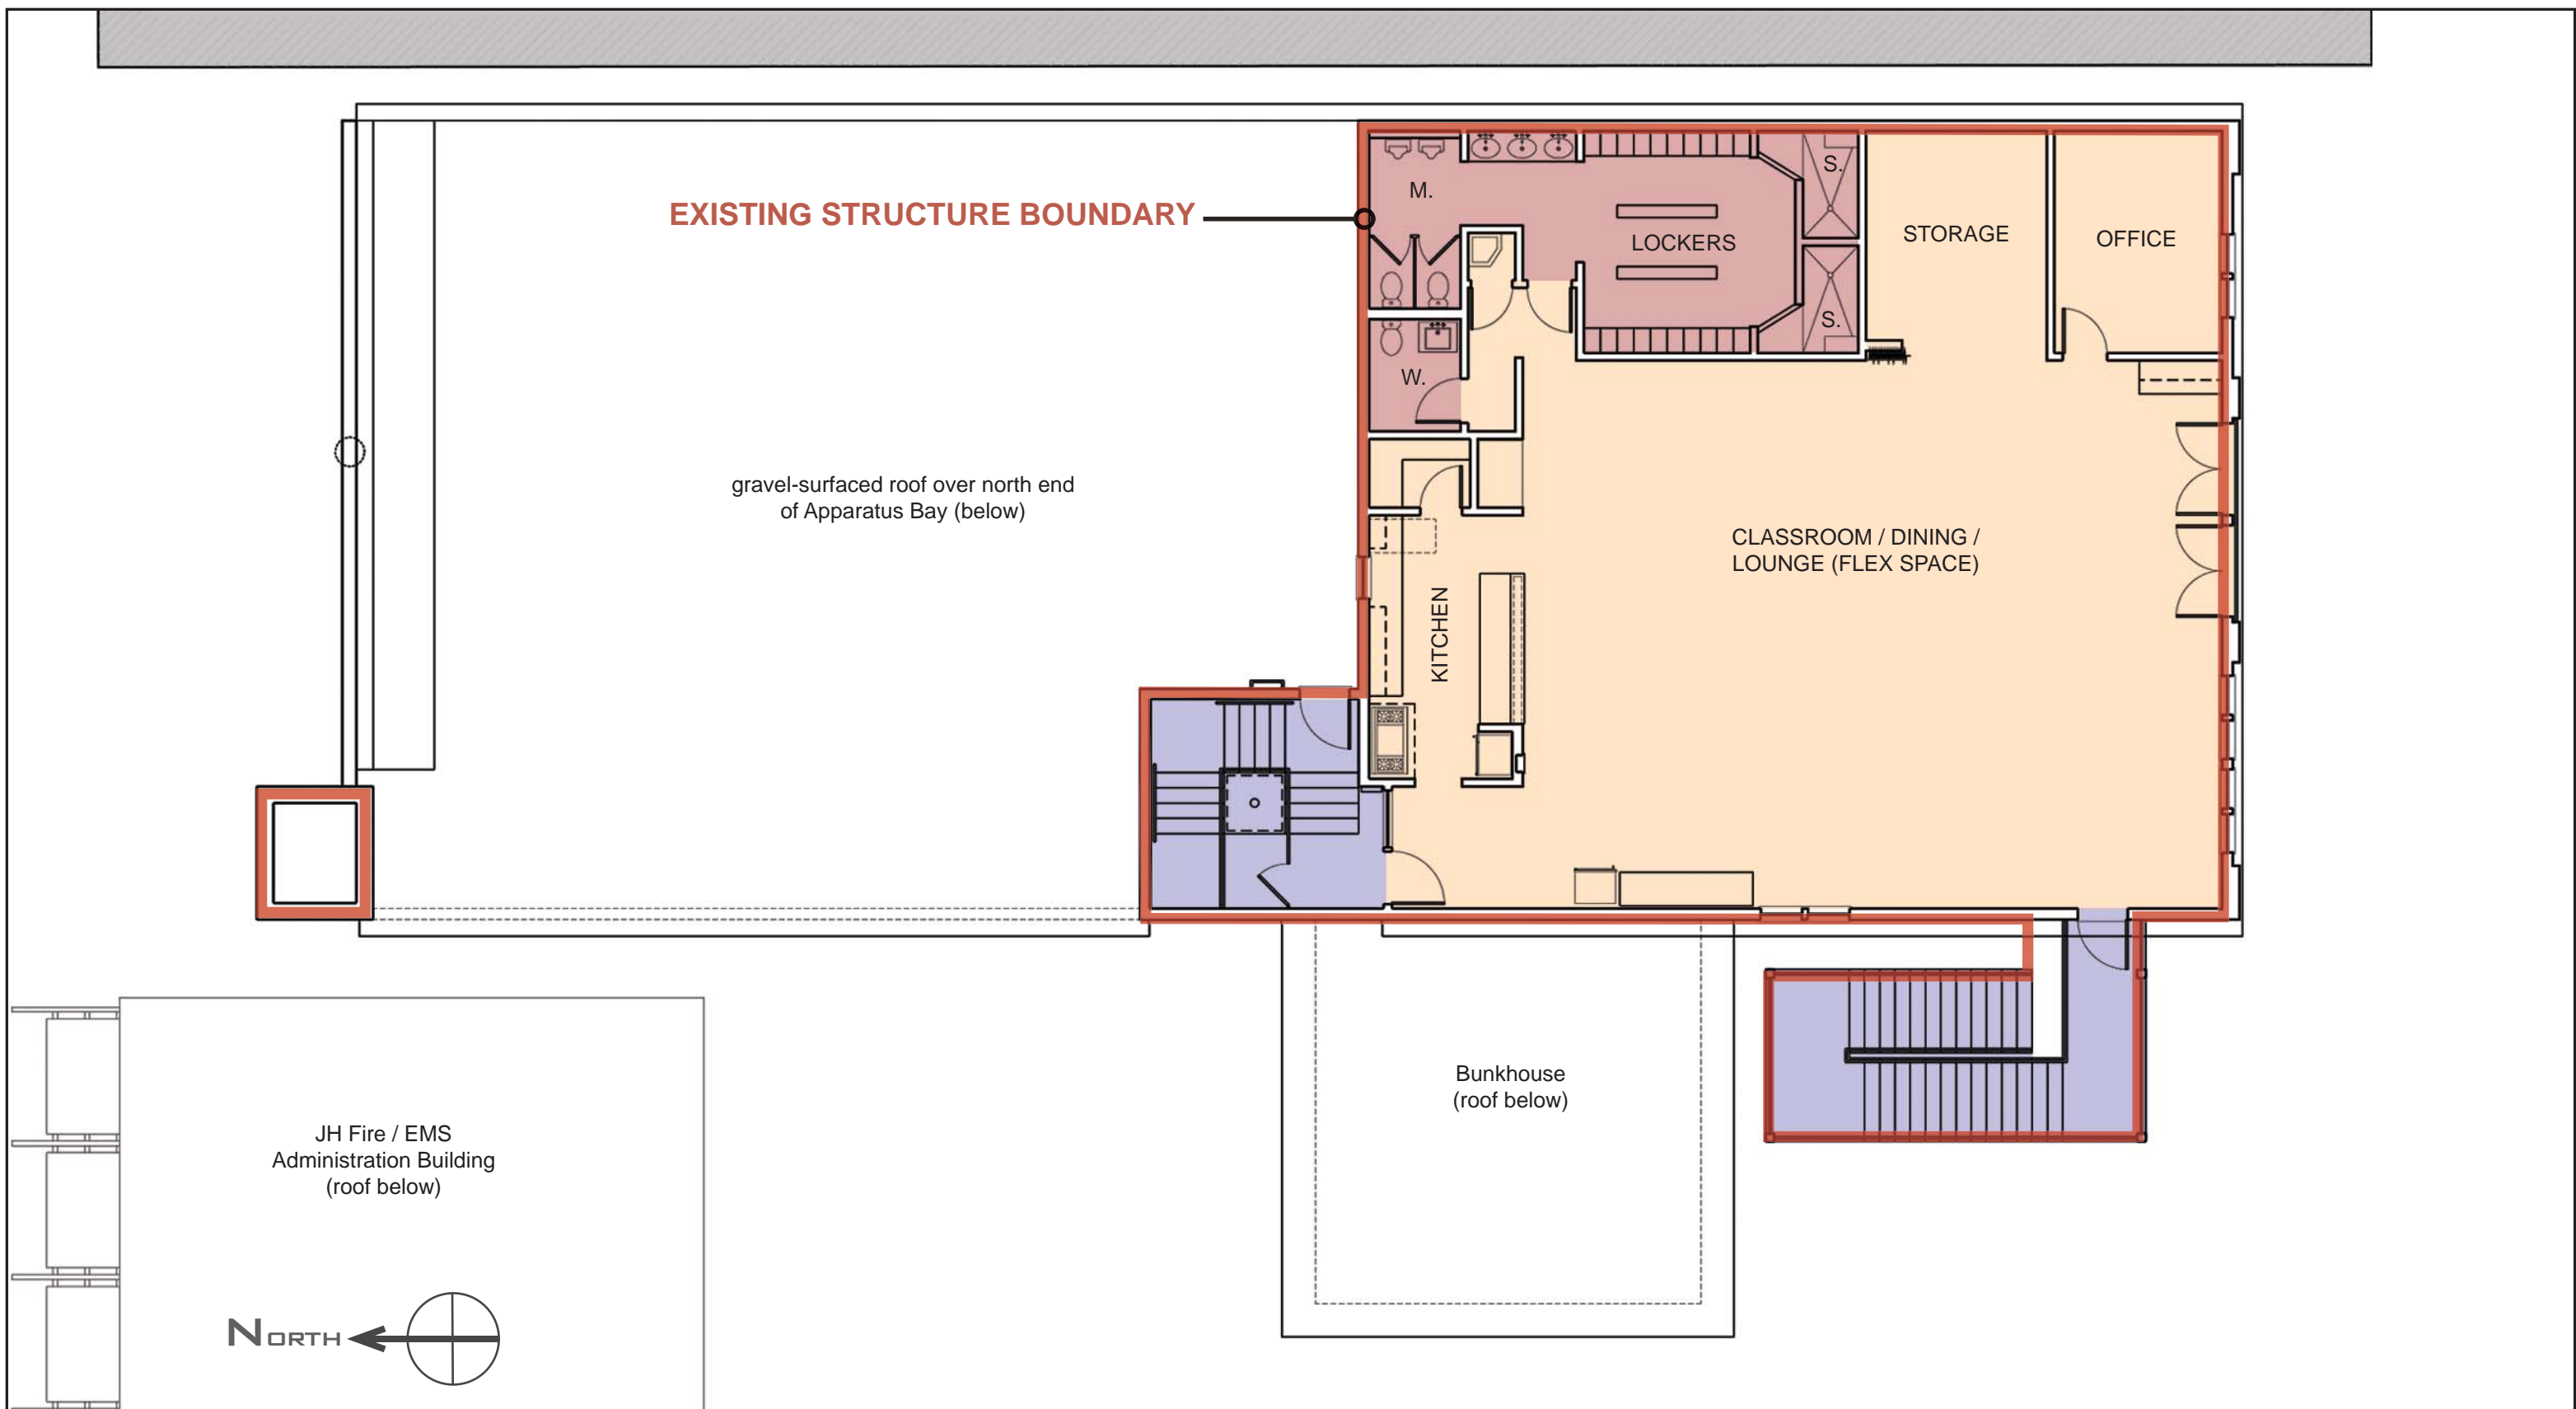 EXISTING STRUCTURE BOUNDARY
M.
LOCKERS
S.
S.
STORAGE
OFFICE
W.
gravel-surfaced roof over north end
of Apparatus Bay (below)
CLASSROOM / DINING /
LOUNGE (FLEX SPACE)
KITCHEN
Bunkhouse
(roof below)
JH Fire / EMS
Administration Building
(roof below)
NORTH